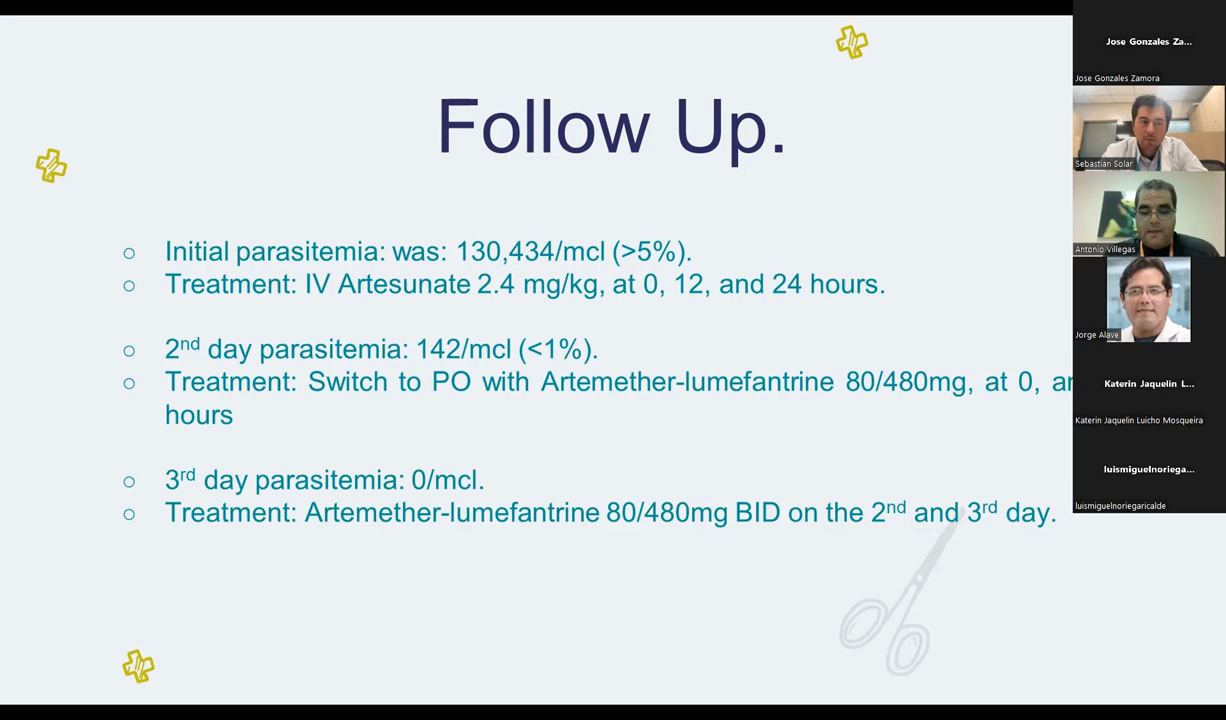 Follow Up.
○ Initial parasitemia: was: 130,434/mcl (>5%).
○ Treatment: IV Artesunate 2.4 mg/kg, at 0, 12, and 24 hours.
○ 2nd day parasitemia: 142/mcl (<1%).
○ Treatment: Switch to PO with Artemether-lumefantrine 80/480mg, at 0,
hours
○ 3rd day parasitemia: 0/mcl.
○ Treatment: Artemether-lumefantrine 80/480mg BID on the 2nd and 3rd day.
Jose Gonzales Za...
Jose Gonzales Zamora
Sebastian Solar
Antonio Villegas
Jorge Alave
Katerin Jaquelin L...
Katerin Jaquelin Luicho Mosqueira
luismiguelnoriega...
luismiguelnoriegaricalde